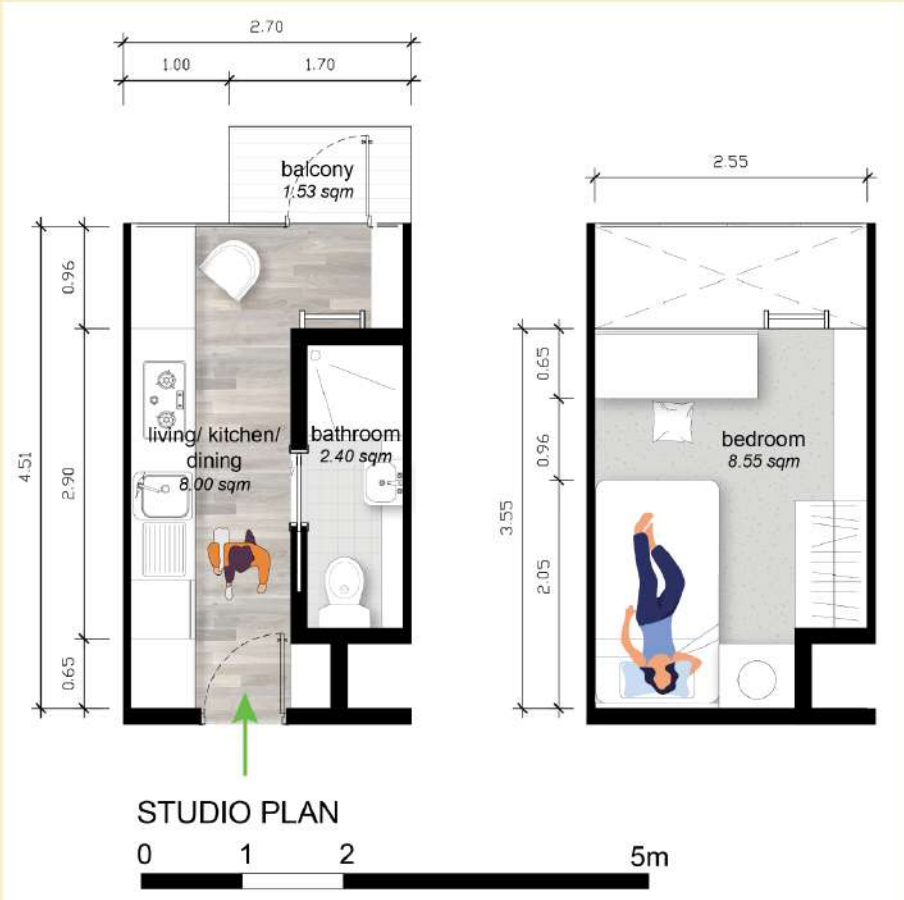 2.70
1.00
1.70
balcony
1.53 sqm
2.55
0.96
0.65
4.51
2.90
living/ kitchen/
dining
8.00 sqm
bathroom
2.40 sqm
0.96
bedroom
8.55 sqm
3.55
2.05
0.65
STUDIO PLAN
0 1 2 5m